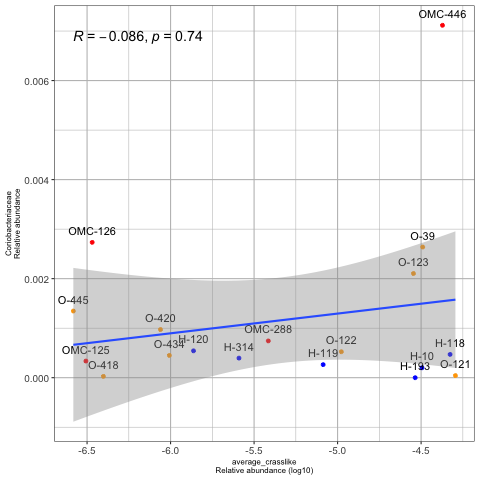 OMC-446
R = −0.086, p = 0.74
0.006
0.004
OMC-126
O-39
O-123
0.002
O-445
O-420
OMC-288
H-120
O-434
O-122
H-118
OMC-125
H-314
H-119
H-10
O-418
H-193
O-121
0.000
Coriobacteriaceae
Relative abundance
-6.5
-6.0
-5.5
-5.0
-4.5
average_crasslike
Relative abundance (log10)